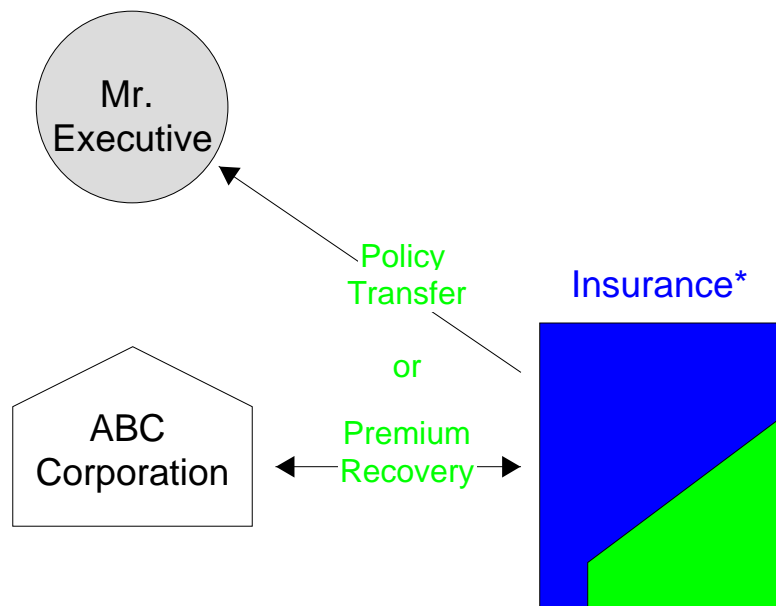 Mr.
Executive
Policy
Transfer
Insurance*
or
ABC
Corporation
Premium
Recovery